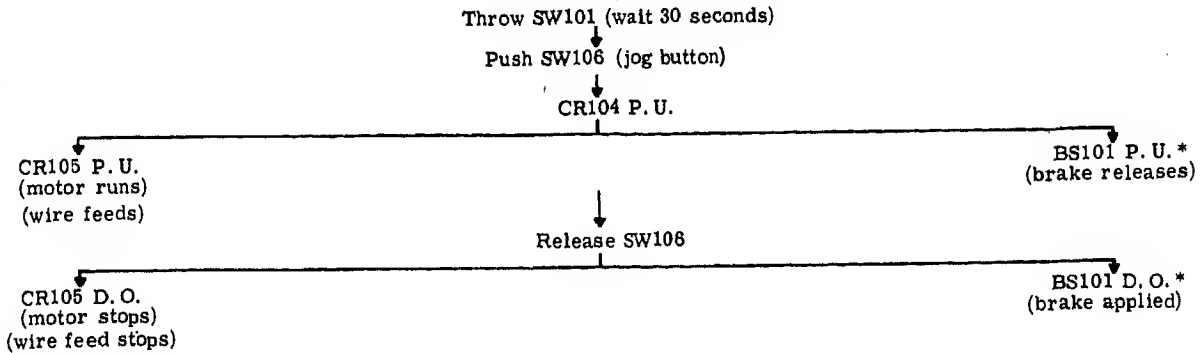 Throw SW101 (wait 30 seconds)
Push SW106 (jog button)
CR104 P. U.
CR105 P. U.
(motor runs)
(wire feeds)
BS101 P. U. *
(brake releases)
Release SW106
CR105 D. O.
(motor stops)
(wire feed stops)
BS101 D. O. *
(brake applied)